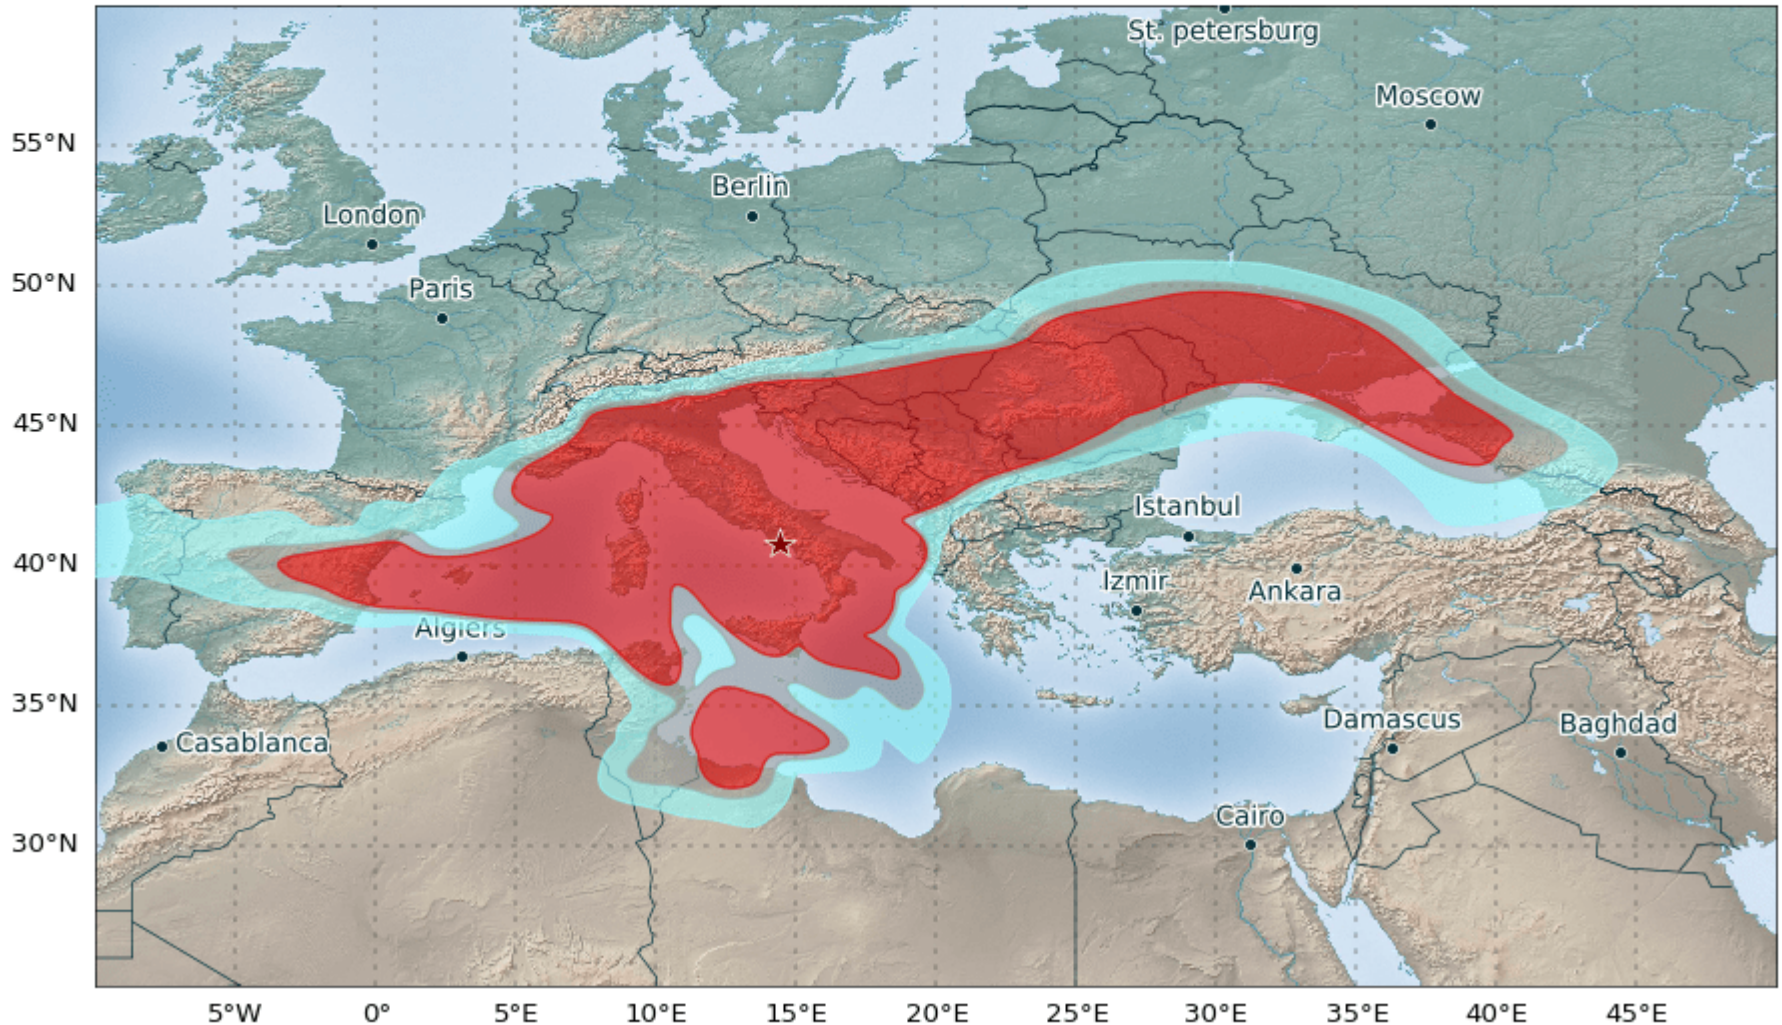 St. petersburg
Moscow
55°N
Berlin
London
50°N
Paris
45°N
Istanbul
40°N
Izmir
Ankara
Algiers
35°N
Casablanca
Damascus
Baghdad
30°N
Cairo
5°W
0°
5°E
10°E
15°E
20°E
25°E
30°E
35°E
40°E
45°E